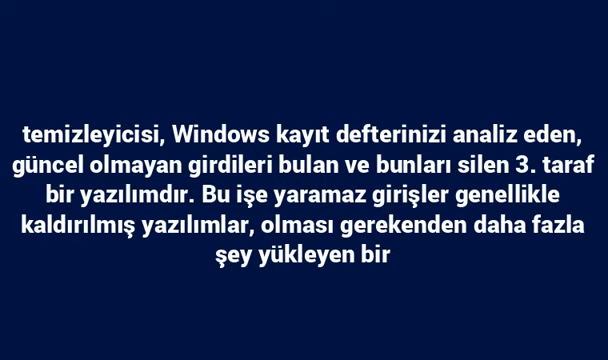 temizleyicisi, Windows kayıt defterinizi analiz eden,
güncel olmayan girdileri bulan ve bunları silen 3. taraf
bir yazılımdır. Bu işe yaramaz girişler genellikle
kaldırılmış yazılımlar, olması gerekenden daha fazla
şey yükleyen bir